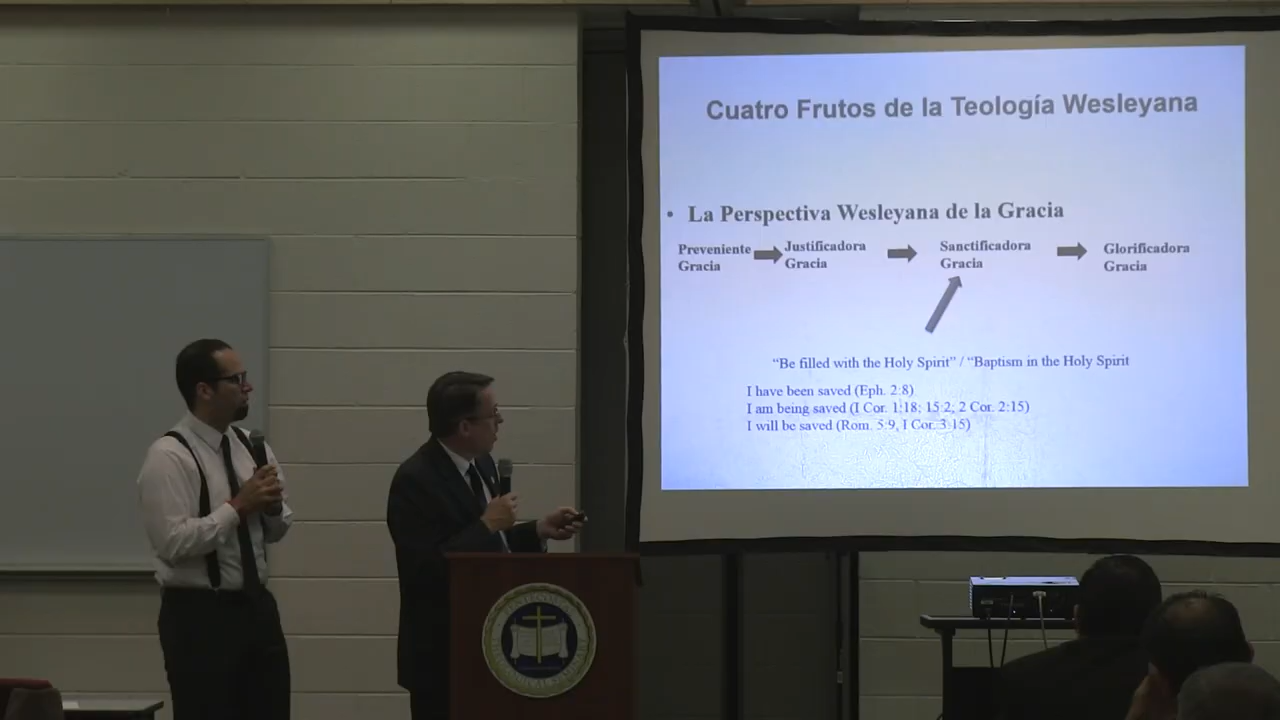 Cuatro Frutos de la Teología Wesleyana
• La Perspectiva Wesleyana de la Gracia
Preveniente Gracia
Justificadora Gracia
Sanctificadora Gracia
Glorificadora Gracia
“Be filled with the Holy Spirit” / “Baptism in the Holy Spirit
I have been saved (Eph. 2:8)
I am being saved (I Cor. 1:18; 15:2; 2 Cor. 2:15)
I will be saved (Rom. 5:9, I Cor. 3:15)